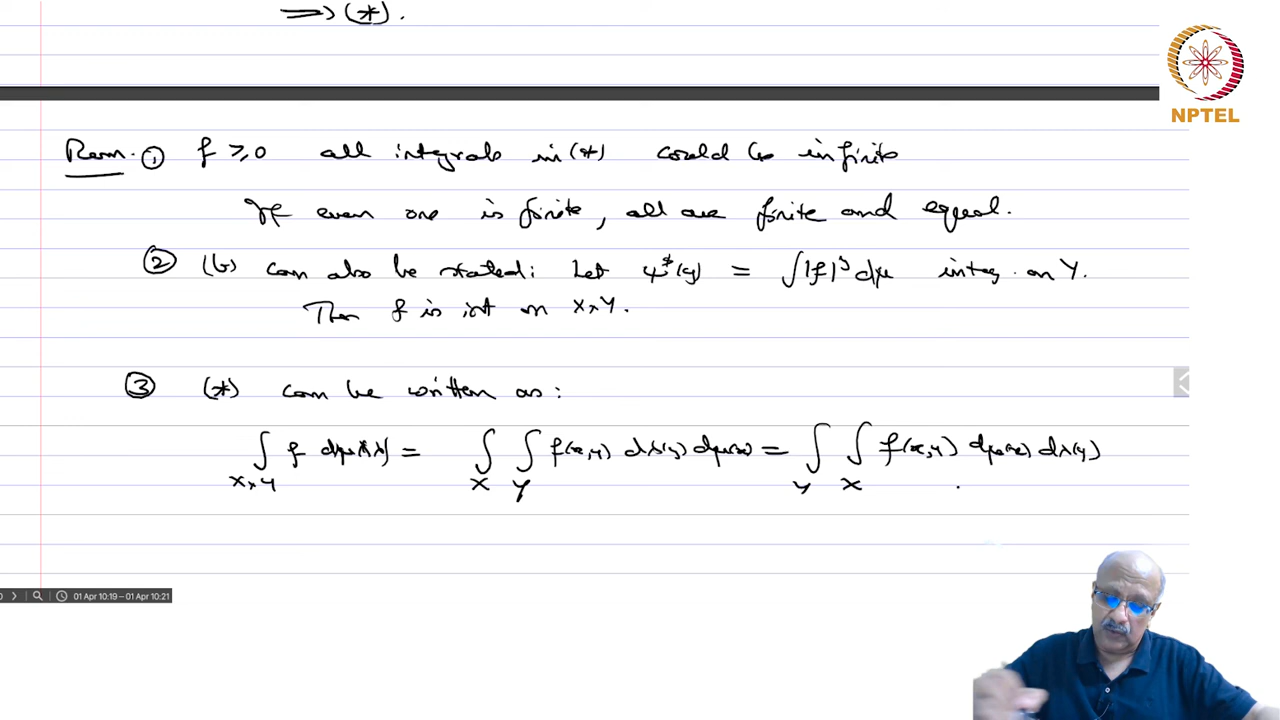 ⟹ (*).
NPTEL
Rem. ① f ≥ 0 all integrals in (*) could be infinite
If even one is finite, all are finite and equal.
② (b) can also be stated: Let ψ*(y) = ∫|f|^y dμ integ. on Y.
Then f is int on X×Y.
③ (*) can be written as:
∫_{X×Y} f dμ×λ = ∫_X ∫_Y f(x,y) dλ(y) dμ(x) = ∫_Y ∫_X f(x,y) dμ(x) dλ(y)
01 Apr 10:19 – 01 Apr 10:21